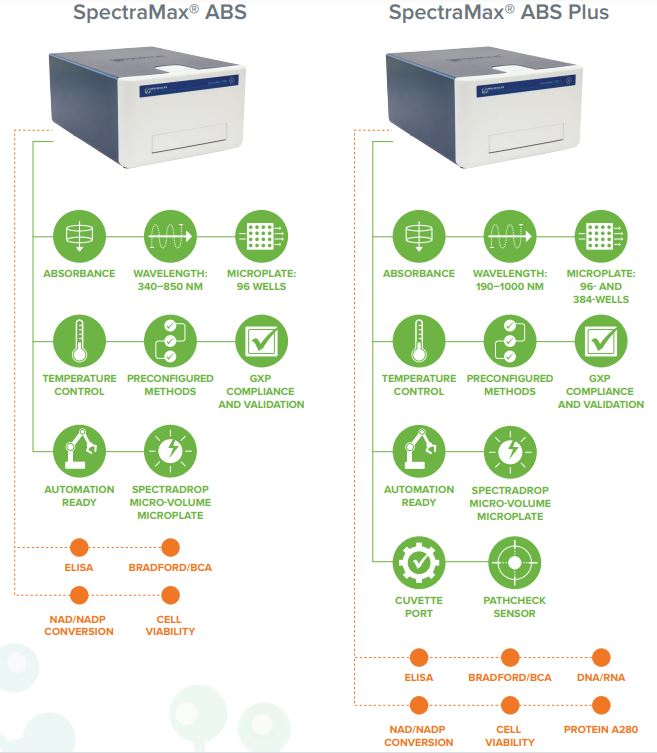 SpectraMax® ABS
ABSORBANCE
WAVELENGTH:
340–850 NM
MICROPLATE:
96 WELLS
TEMPERATURE
CONTROL
PRECONFIGURED
METHODS
GXP
COMPLIANCE
AND VALIDATION
AUTOMATION
READY
SPECTRADROP
MICRO-VOLUME
MICROPLATE
ELISA
BRADFORD/BCA
NAD/NADP
CONVERSION
CELL
VIABILITY
SpectraMax® ABS Plus
ABSORBANCE
WAVELENGTH:
190–1000 NM
MICROPLATE:
96- AND
384-WELLS
TEMPERATURE
CONTROL
PRECONFIGURED
METHODS
GXP
COMPLIANCE
AND VALIDATION
AUTOMATION
READY
SPECTRADROP
MICRO-VOLUME
MICROPLATE
CUVETTE
PORT
PATHCHECK
SENSOR
ELISA
BRADFORD/BCA
DNA/RNA
NAD/NADP
CONVERSION
CELL
VIABILITY
PROTEIN A280